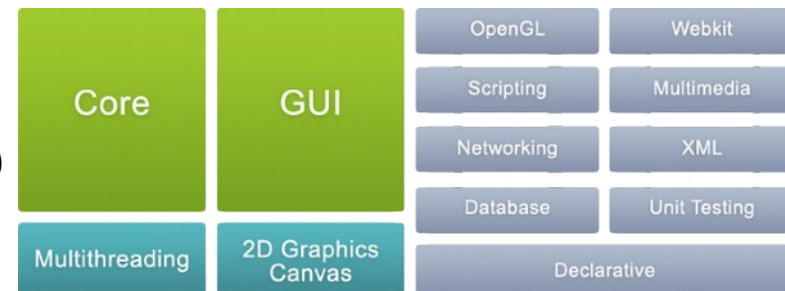 Core
GUI
OpenGL
Webkit
Scripting
Multimedia
Networking
XML
Database
Unit Testing
Multithreading
2D Graphics
Canvas
Declarative
)